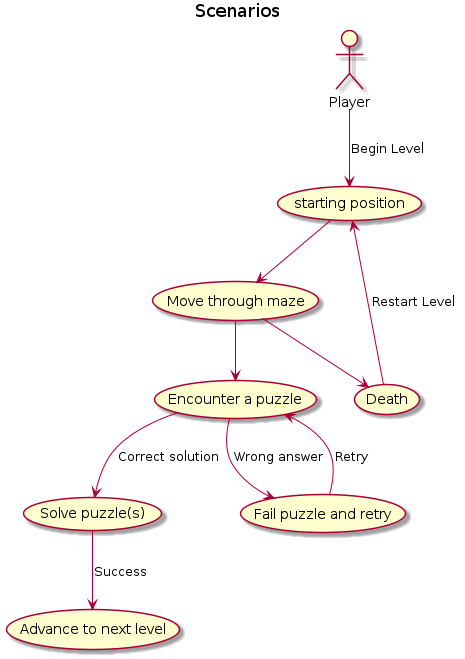 Scenarios
Player
Begin Level
starting position
Move through maze
Restart Level
Encounter a puzzle
Death
Correct solution
Wrong answer
Retry
Solve puzzle(s)
Fail puzzle and retry
Success
Advance to next level